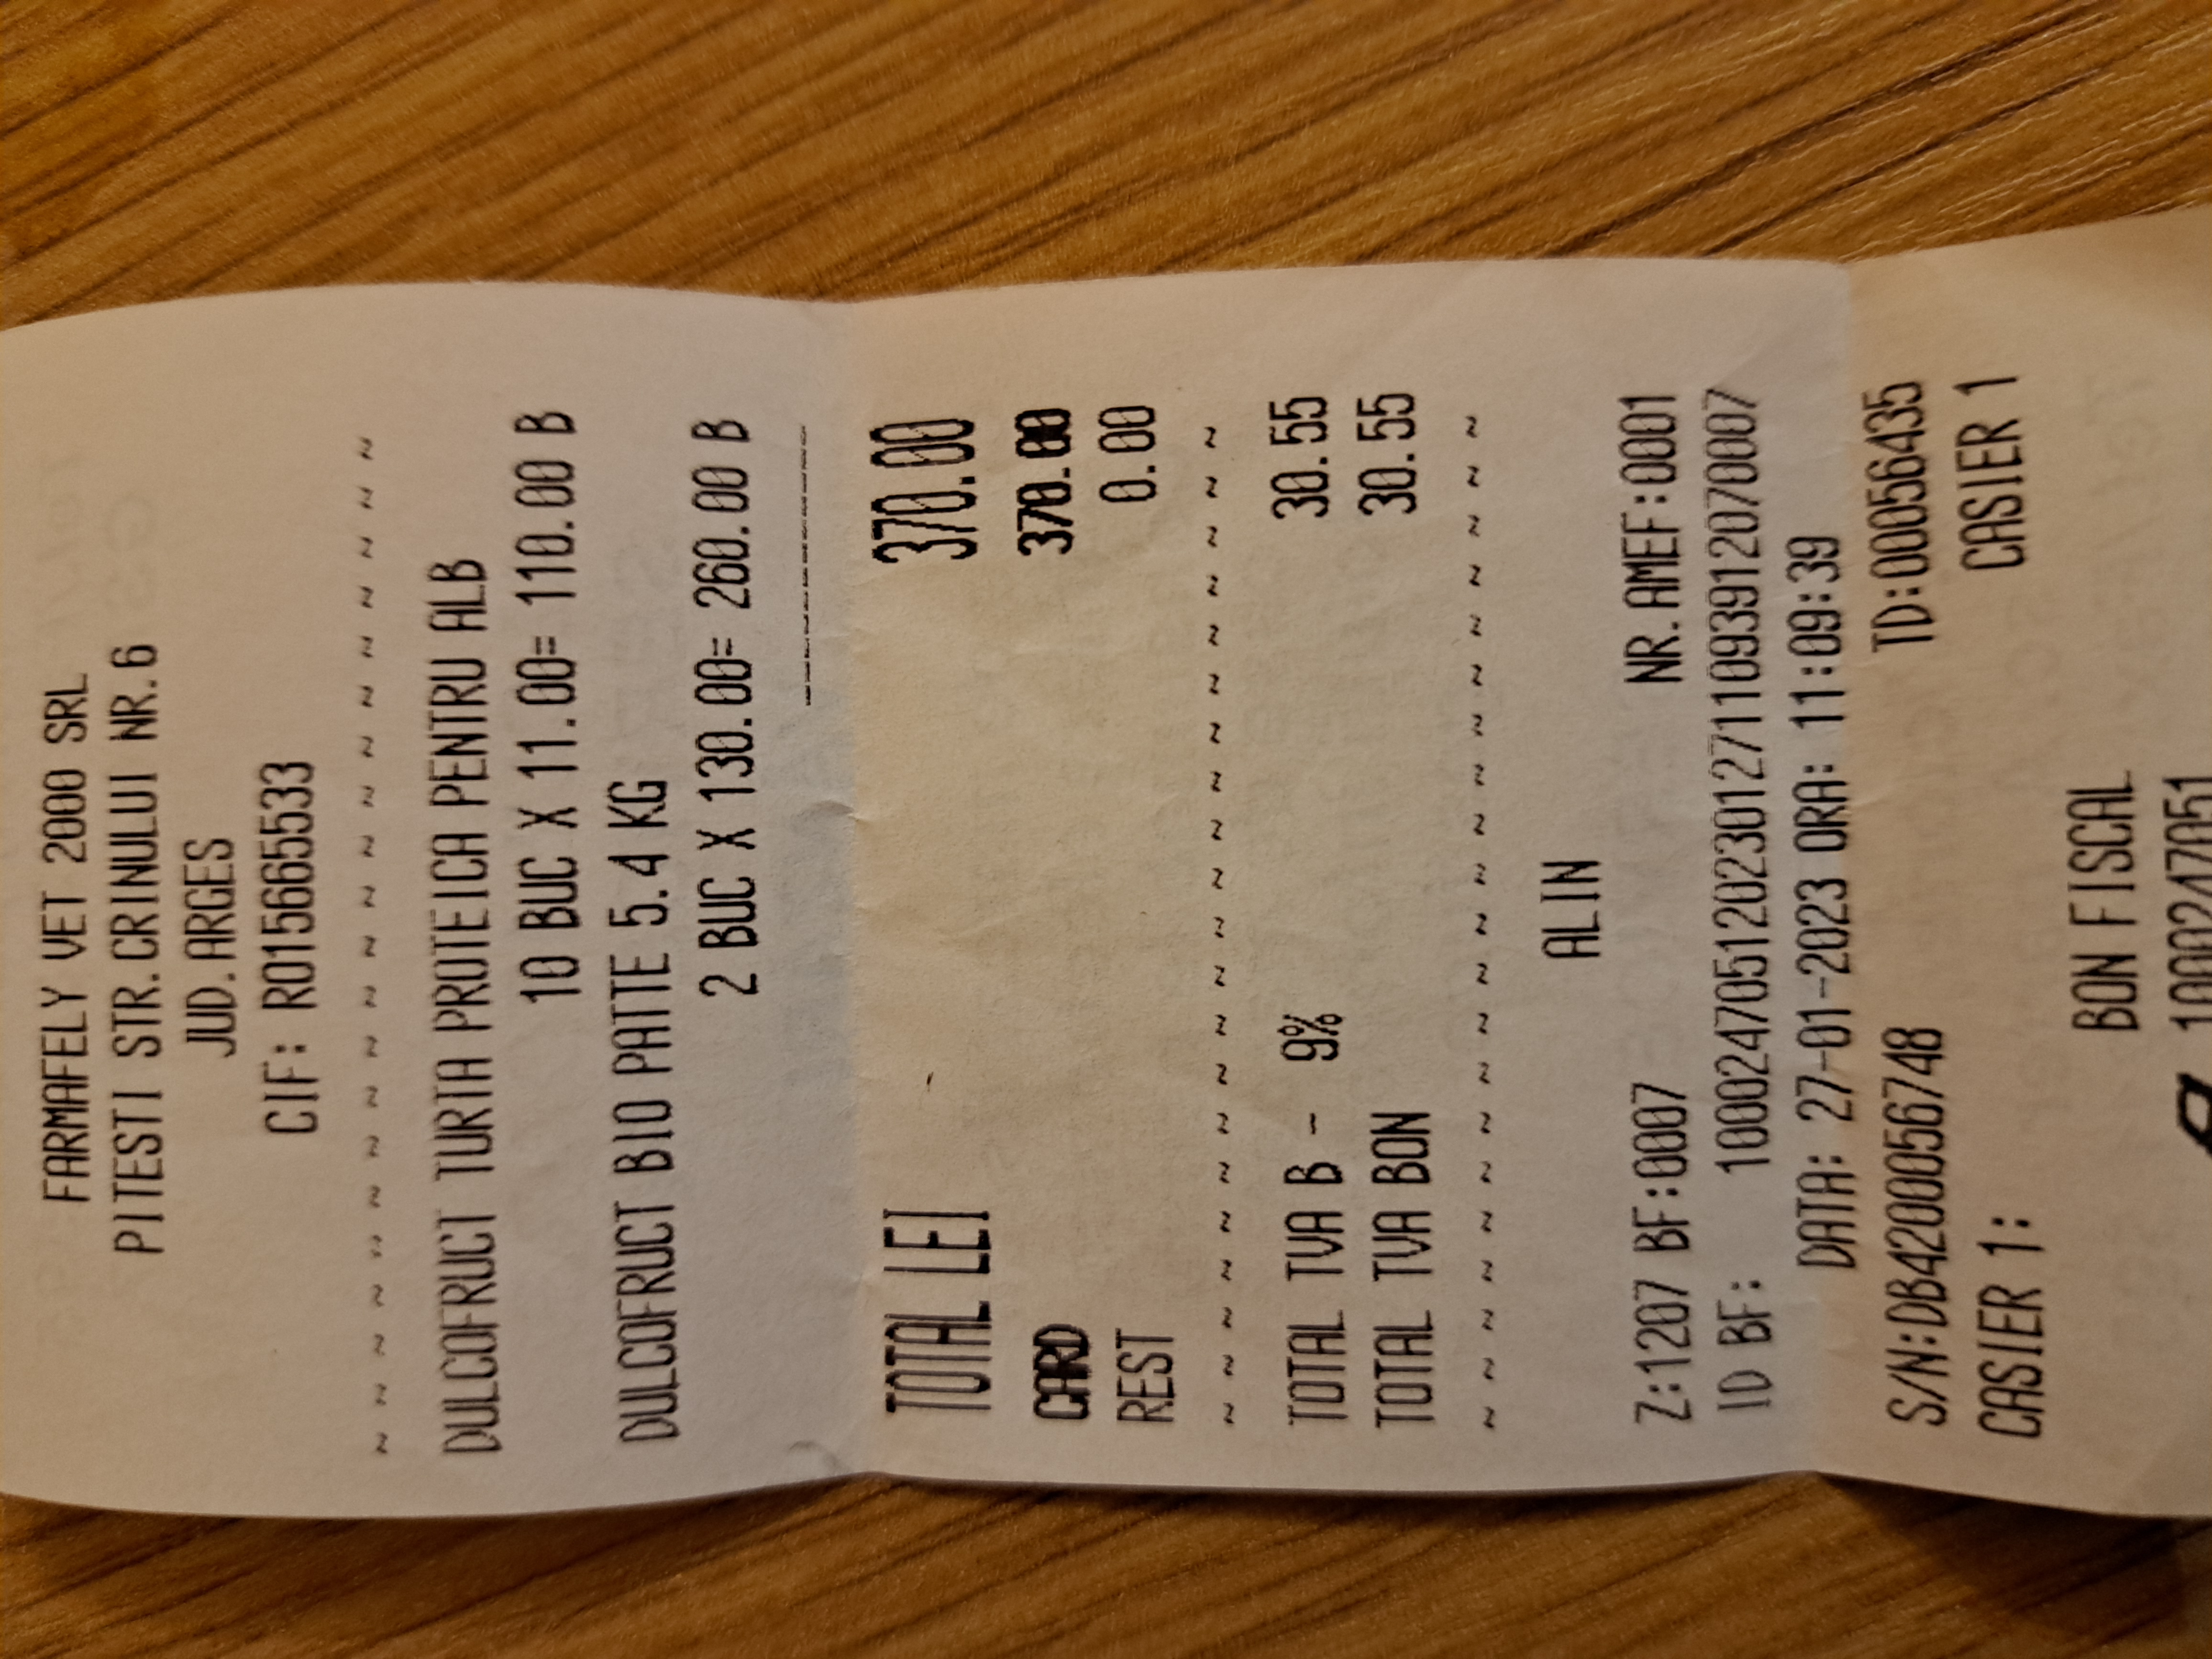 FARMAFELY VET 2000 SRL
PITESTI STR.CRINULUI NR.6
JUD.ARGES
CIF: RO15665533
~ ~ ~ ~ ~ ~ ~ ~ ~ ~ ~ ~ ~ ~ ~ ~ ~ ~ ~ ~ ~
DULCOFRUCT TURTA PROTEICA PENTRU ALB
10 BUC X 11.00= 110.00 B
DULCOFRUCT BIO PATTE 5.4 KG
2 BUC X 130.00= 260.00 B
TOTAL LEI 370.00
CARD 370.00
REST 0.00
~ ~ ~ ~ ~ ~ ~ ~ ~ ~ ~ ~ ~ ~ ~ ~ ~ ~ ~ ~ ~
TOTAL TVA B - 9% 30.55
TOTAL TVA BON 30.55
~ ~ ~ ~ ~ ~ ~ ~ ~ ~ ~ ~ ~ ~ ~ ~ ~ ~ ~ ~ ~
ALIN
Z:1207 BF:0007 NR.AMEF:0001
ID BF: 10002470512023012711093912070007
DATA: 27-01-2023 ORA: 11:09:39
S/N:DB4200056748 TD:00056435
CASIER 1: CASIER 1
BON FISCAL
1000247051